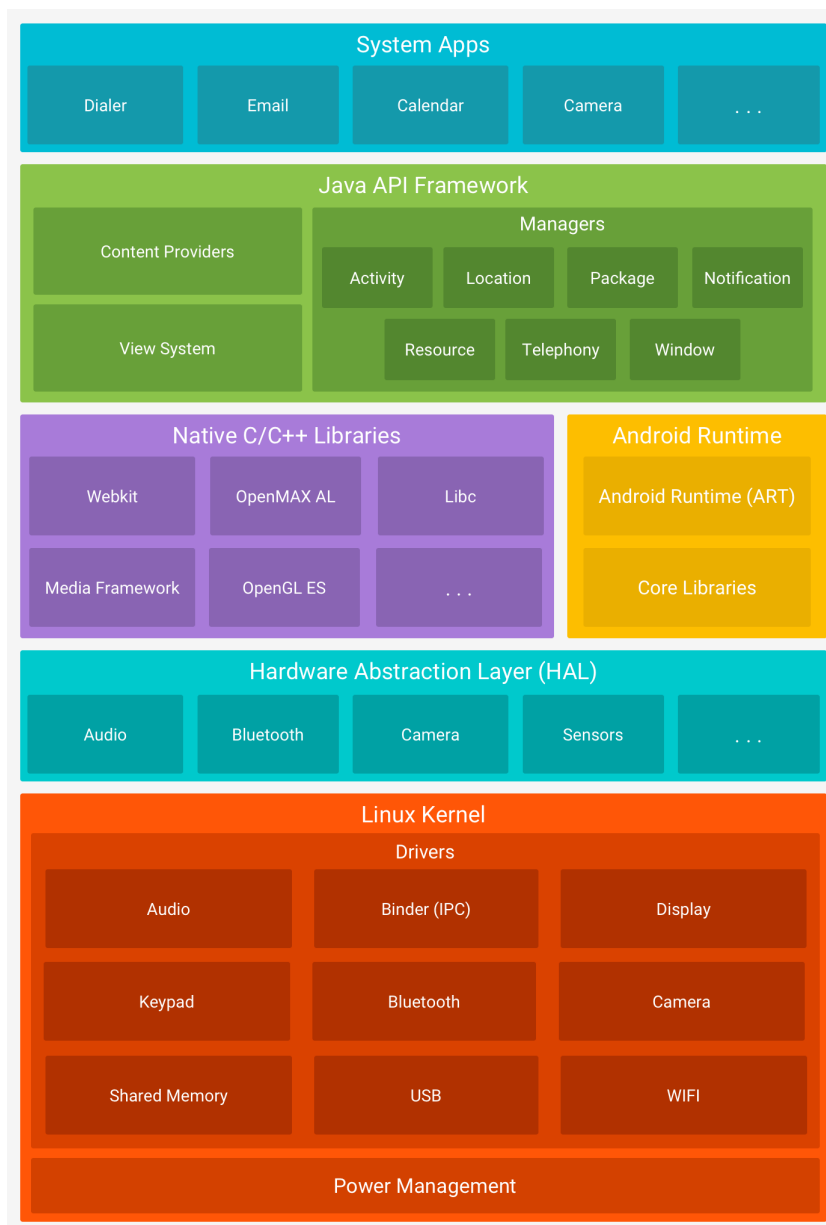 System Apps
Dialer
Email
Calendar
Camera
. . .
Java API Framework
Content Providers
View System
Managers
Activity
Location
Package
Notification
Resource
Telephony
Window
Native C/C++ Libraries
Webkit
OpenMAX AL
Libc
Media Framework
OpenGL ES
. . .
Android Runtime
Android Runtime (ART)
Core Libraries
Hardware Abstraction Layer (HAL)
Audio
Bluetooth
Camera
Sensors
. . .
Linux Kernel
Drivers
Audio
Binder (IPC)
Display
Keypad
Bluetooth
Camera
Shared Memory
USB
WIFI
Power Management